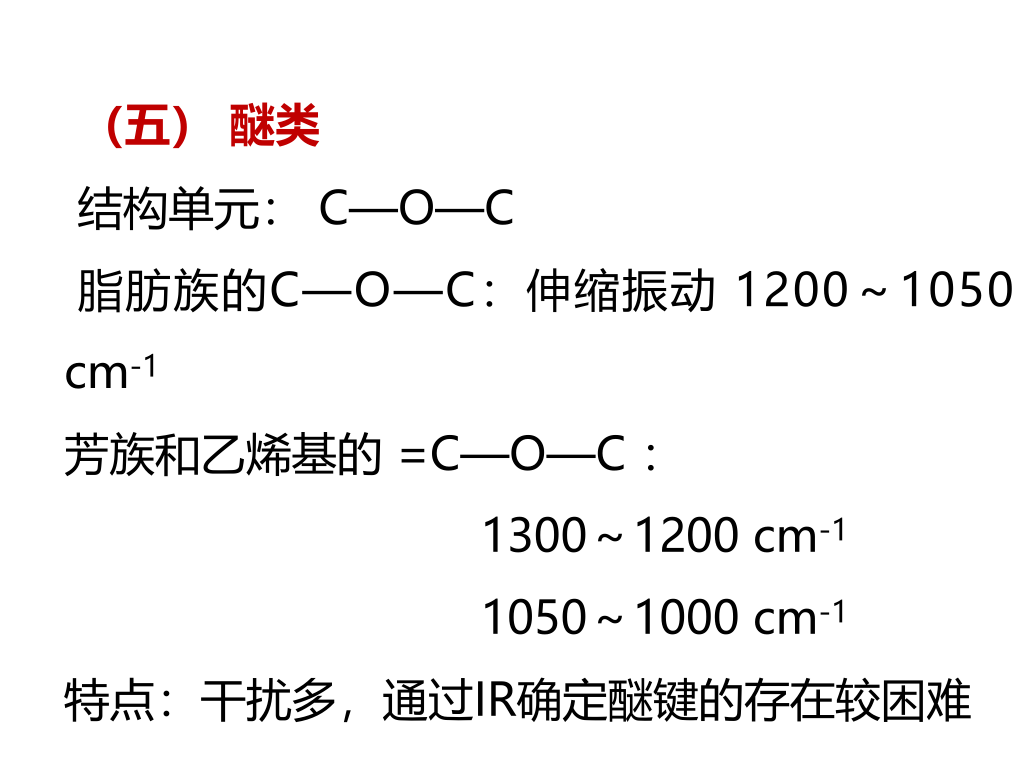 （五） 醚类
结构单元： C—O—C
脂肪族的C—O—C：伸缩振动 1200～1050
cm-1
芳族和乙烯基的 =C—O—C ：
1300～1200 cm-1
1050～1000 cm-1
特点：干扰多，通过IR确定醚键的存在较困难